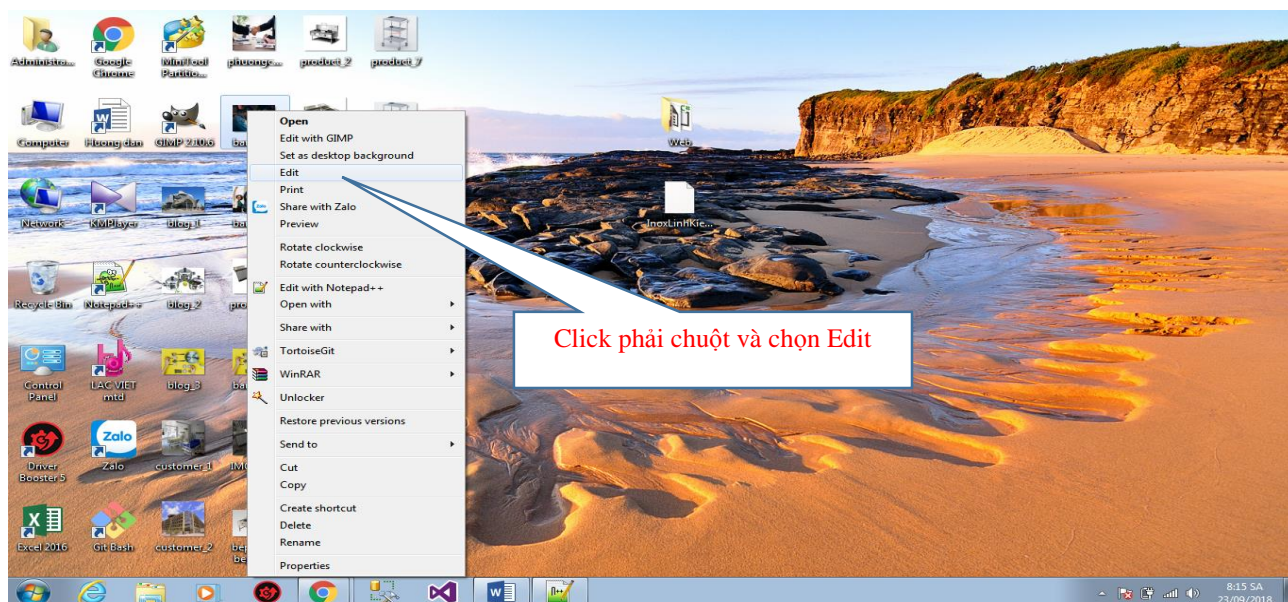 Administra...
Google
Chrome
MiniTool
Partitio...
phuongc...
product_2
product_7
Computer
Huong dan
GIMP 2.10.6
Network
KMPlayer
blog_1
Recycle Bin
Notepad++
blog_2
Control
Panel
LAC VIET
mtd
blog_3
Driver
Booster 5
Zalo
Zalo
customer_1
Excel 2016
Git Bash
customer_2
Open
Edit with GIMP
Set as desktop background
Edit
Print
Zalo
Share with Zalo
Preview
Rotate clockwise
Rotate counterclockwise
Edit with Notepad++
Open with
Share with
TortoiseGit
WinRAR
Unlocker
Restore previous versions
Send to
Cut
Copy
Create shortcut
Delete
Rename
Properties
Web
InoxLinhKie...
Click phải chuột và chọn Edit
8:15 SA
23/09/2018